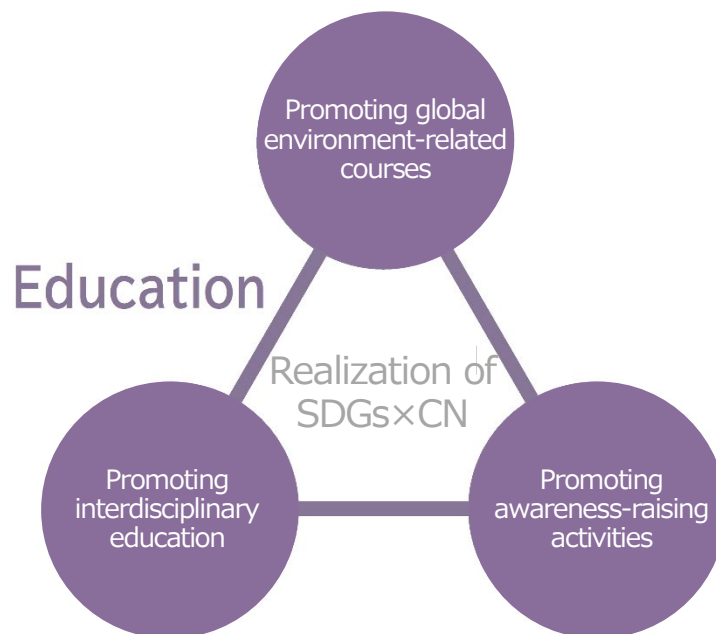 Promoting global
environment-related
courses
Education
Realization of
SDGs×CN
Promoting
interdisciplinary
education
Promoting
awareness-raising
activities